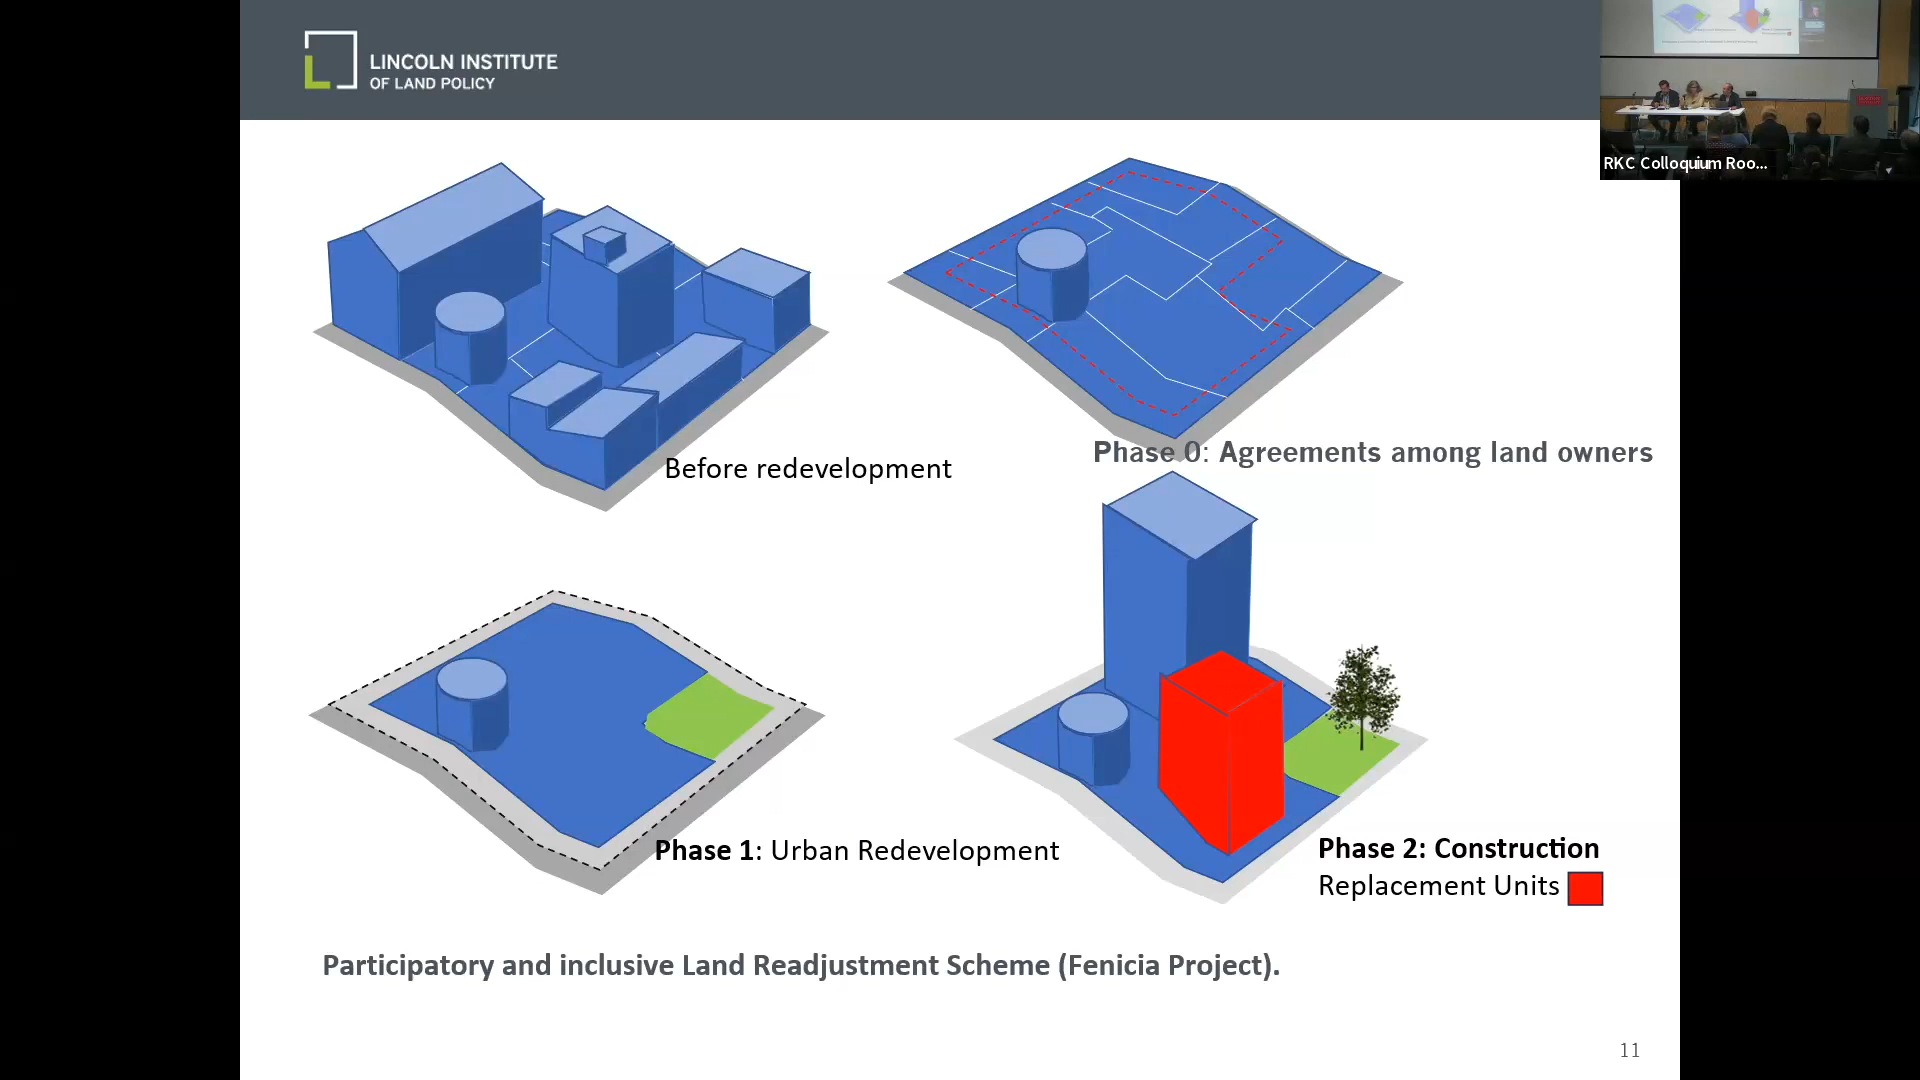 LINCOLN INSTITUTE
OF LAND POLICY
RKC Colloquium Roo...
Before redevelopment
Phase 0: Agreements among land owners
Phase 1: Urban Redevelopment
Phase 2: Construction
Replacement Units
Participatory and inclusive Land Readjustment Scheme (Fenicia Project).
11